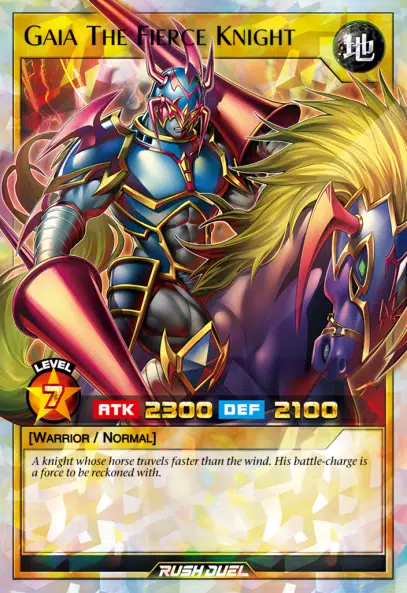 GAIA THE FIERCE KNIGHT
地
LEVEL
7
ATK 2300 DEF 2100
[WARRIOR / NORMAL]
A knight whose horse travels faster than the wind. His battle-charge is
a force to be reckoned with.
RUSH DUEL